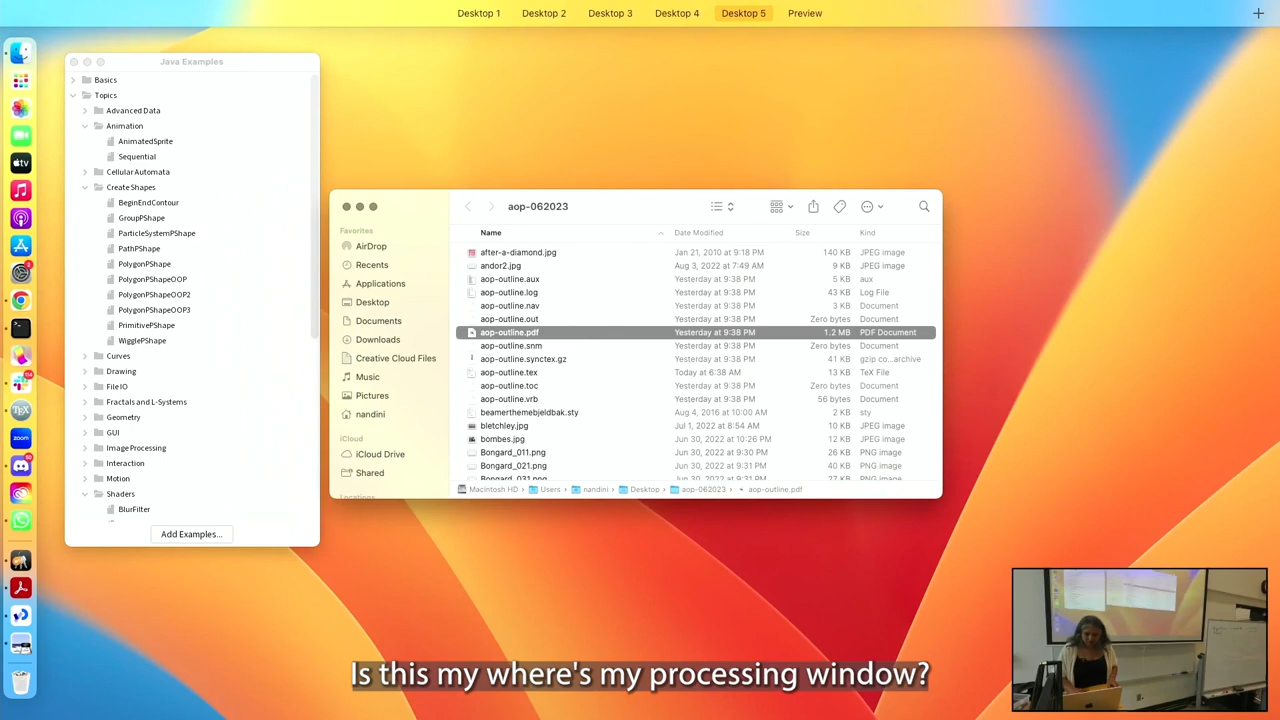 Desktop 1 Desktop 2 Desktop 3 Desktop 4 Desktop 5 Preview
Java Examples
Basics
Topics
Advanced Data
Animation
AnimatedSprite
Sequential
Cellular Automata
Create Shapes
BeginEndContour
GroupPShape
ParticleSystemPShape
PathPShape
PolygonPShape
PolygonPShapeOOP
PolygonPShapeOOP2
PolygonPShapeOOP3
PrimitivePShape
WigglePShape
Curves
Drawing
File IO
Fractals and L-Systems
Geometry
GUI
Image Processing
Interaction
Motion
Shaders
BlurFilter
Add Examples...
aop-062023
Favorites
AirDrop
Recents
Applications
Desktop
Documents
Downloads
Creative Cloud Files
Music
Pictures
nandini
iCloud
iCloud Drive
Shared
Locations
Name Date Modified Size Kind
after-a-diamond.jpg Jan 21, 2010 at 9:18 PM 140 KB JPEG image
andor2.jpg Aug 3, 2022 at 7:49 AM 9 KB JPEG image
aop-outline.aux Yesterday at 9:38 PM 5 KB aux
aop-outline.log Yesterday at 9:38 PM 43 KB Log File
aop-outline.nav Yesterday at 9:38 PM 3 KB Document
aop-outline.out Yesterday at 9:38 PM Zero bytes Document
aop-outline.pdf Yesterday at 9:38 PM 1.2 MB PDF Document
aop-outline.snm Yesterday at 9:38 PM Zero bytes Document
aop-outline.synctex.gz Yesterday at 9:38 PM 41 KB gzip co...archive
aop-outline.tex Today at 6:38 AM 13 KB TeX File
aop-outline.toc Yesterday at 9:38 PM Zero bytes Document
aop-outline.vrb Yesterday at 9:38 PM 56 bytes Document
beamerthemebjeldbak.sty Aug 4, 2016 at 10:00 AM 2 KB sty
bletchley.jpg Jul 1, 2022 at 8:54 AM 10 KB JPEG image
bombes.jpg Jun 30, 2022 at 10:26 PM 12 KB JPEG image
Bongard_011.png Jun 30, 2022 at 9:30 PM 26 KB PNG image
Bongard_021.png Jun 30, 2022 at 9:31 PM 40 KB PNG image
Bongard_031.png Jun 30, 2022 at 9:31 PM 27 KB PNG image
Macintosh HD › Users › nandini › Desktop › aop-062023 › aop-outline.pdf
Is this my where's my processing window?